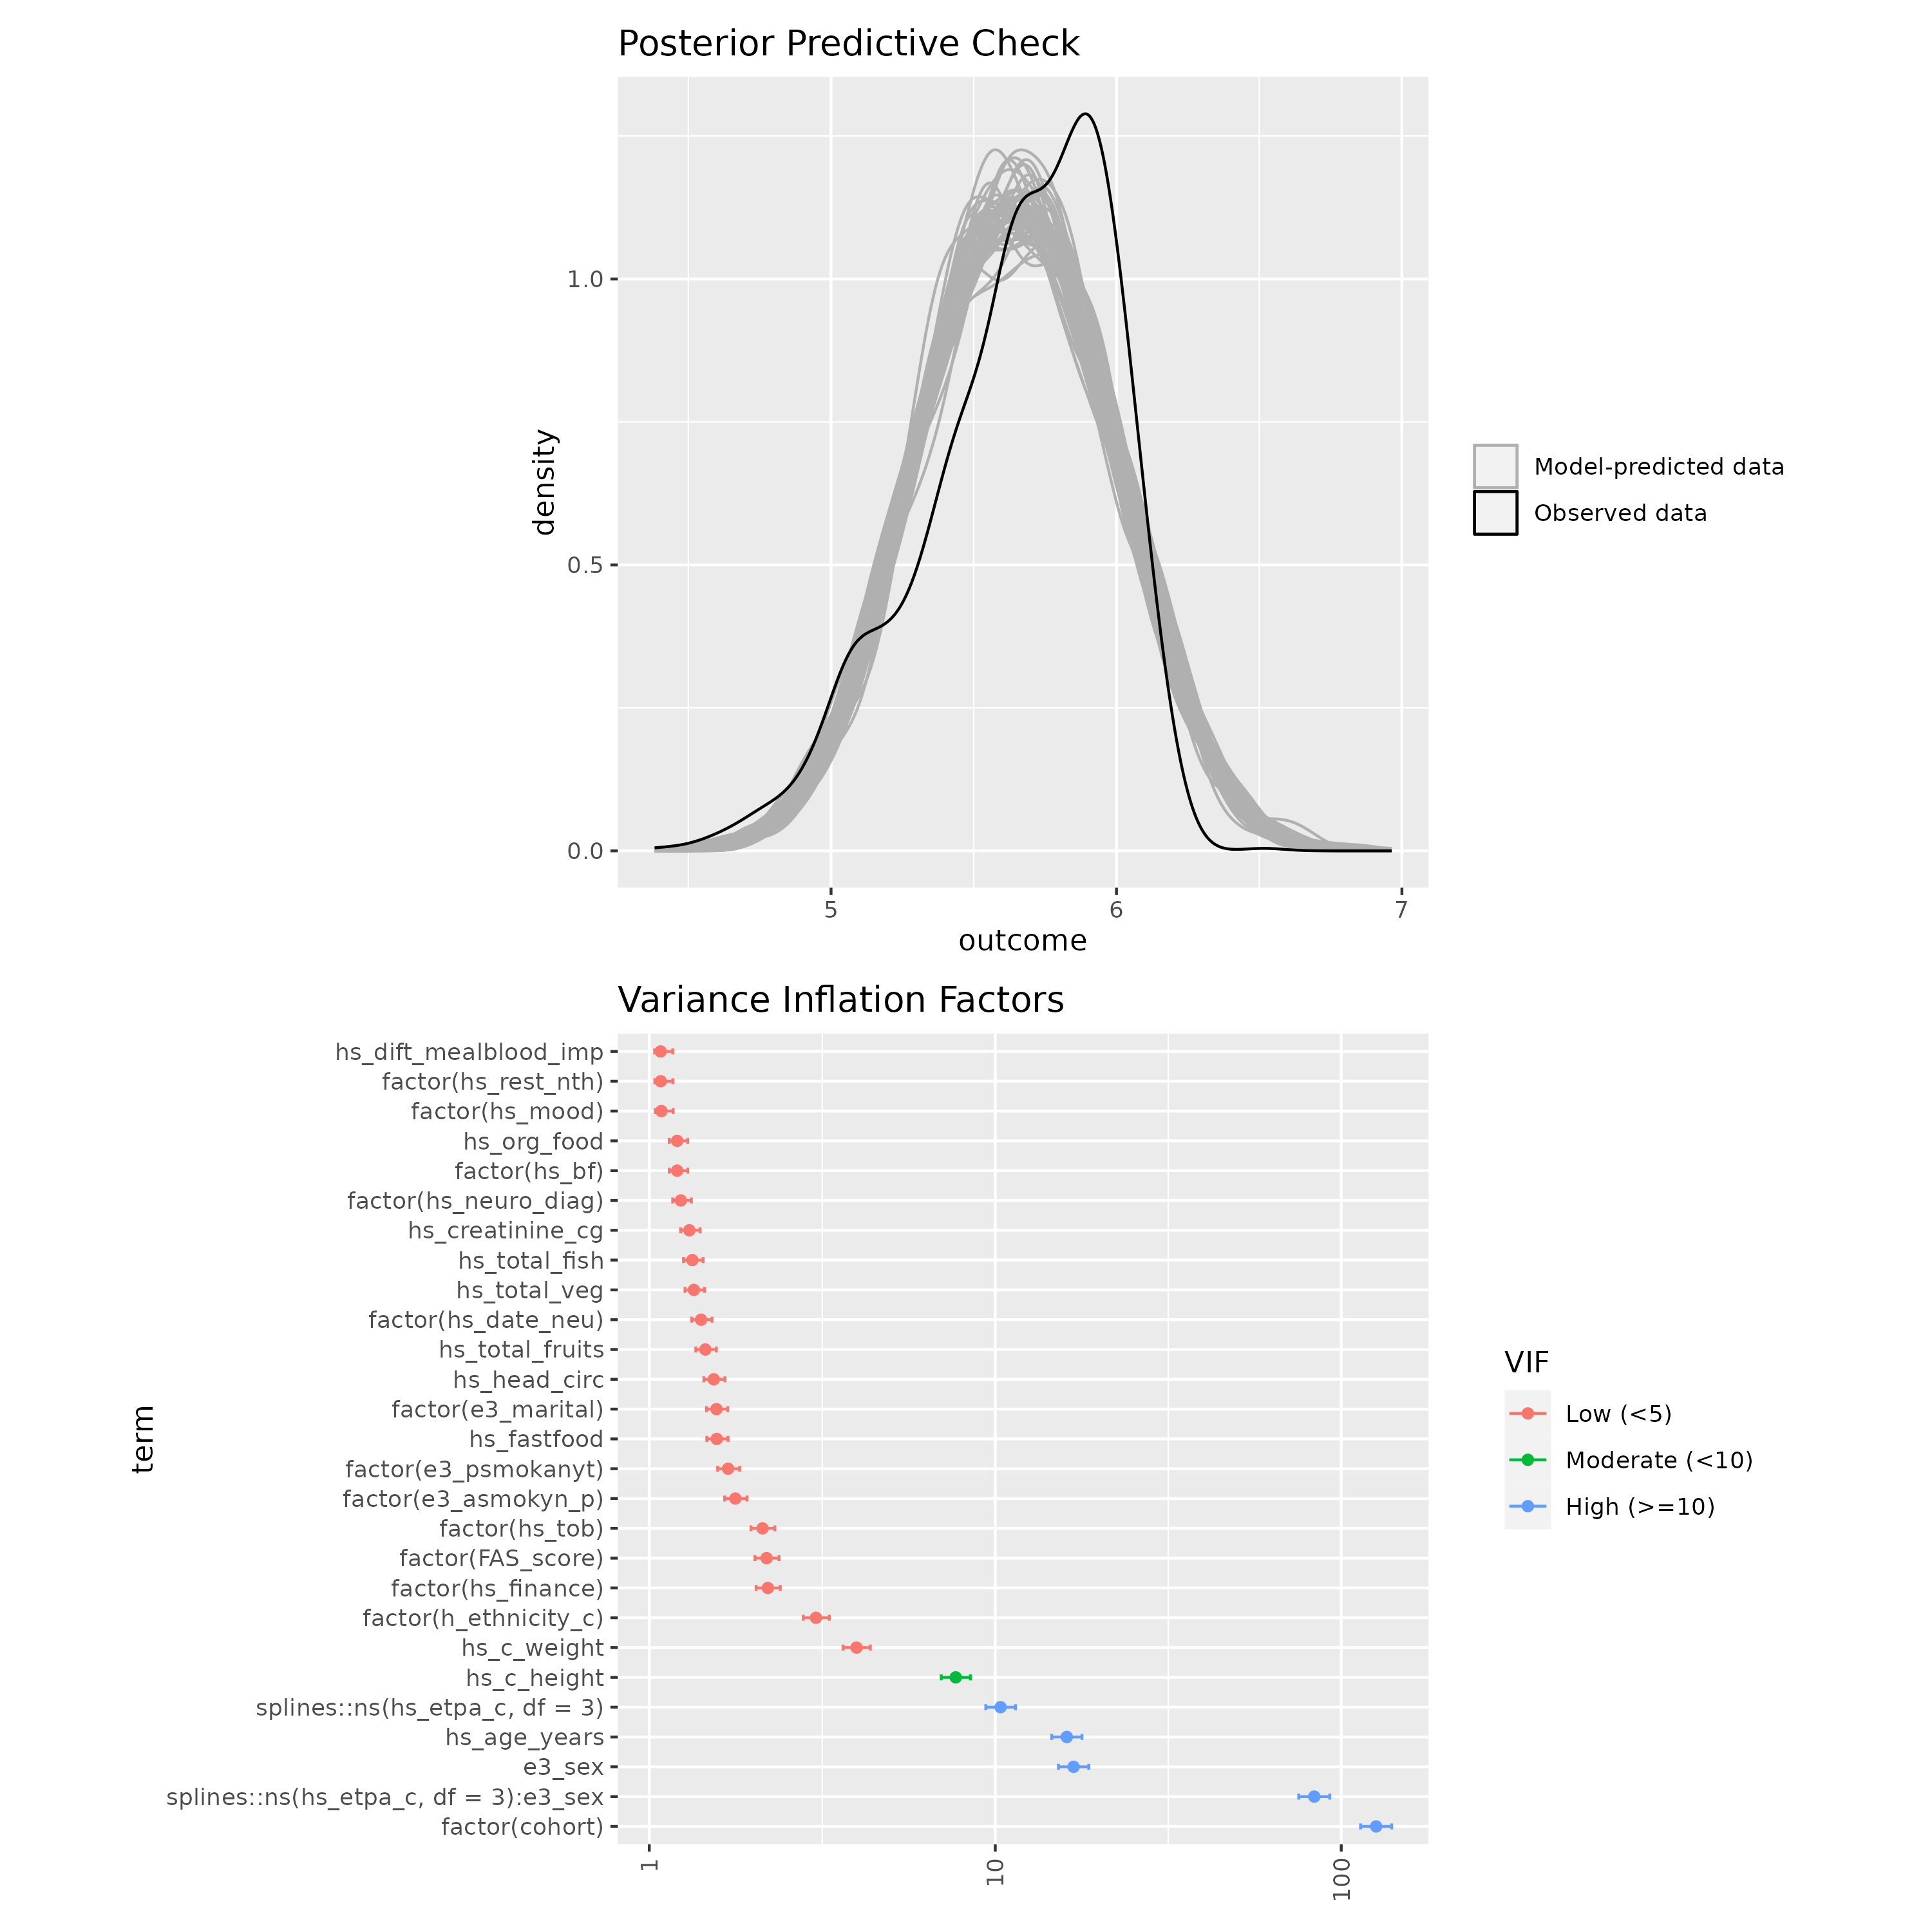 Posterior Predictive Check
density
1.0
0.5
0.0
5
6
7
outcome
Model-predicted data
Observed data
Variance Inflation Factors
term
hs_dift_mealblood_imp
factor(hs_rest_nth)
factor(hs_mood)
hs_org_food
factor(hs_bf)
factor(hs_neuro_diag)
hs_creatinine_cg
hs_total_fish
hs_total_veg
factor(hs_date_neu)
hs_total_fruits
hs_head_circ
factor(e3_marital)
hs_fastfood
factor(e3_psmokanyt)
factor(e3_asmokyn_p)
factor(hs_tob)
factor(FAS_score)
factor(hs_finance)
factor(h_ethnicity_c)
hs_c_weight
hs_c_height
splines::ns(hs_etpa_c, df = 3)
hs_age_years
e3_sex
splines::ns(hs_etpa_c, df = 3):e3_sex
factor(cohort)
1
10
100
VIF
Low (<5)
Moderate (<10)
High (>=10)